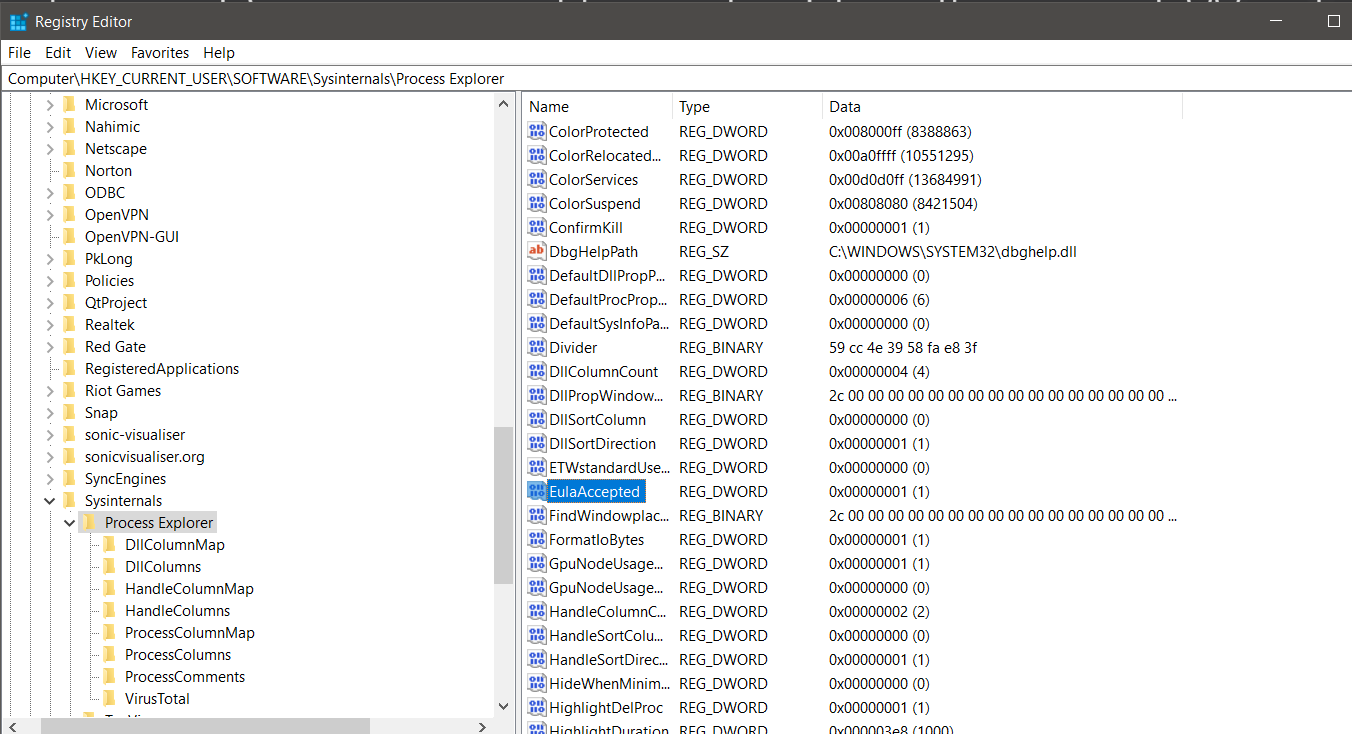 Registry Editor
File Edit View Favorites Help
Computer\HKEY_CURRENT_USER\SOFTWARE\Sysinternals\Process Explorer
Microsoft
Nahimic
Netscape
Norton
ODBC
OpenVPN
OpenVPN-GUI
PkLong
Policies
QtProject
Realtek
Red Gate
RegisteredApplications
Riot Games
Snap
sonic-visualiser
sonicvisualiser.org
SyncEngines
Sysinternals
Process Explorer
DllColumnMap
DllColumns
HandleColumnMap
HandleColumns
ProcessColumnMap
ProcessColumns
ProcessComments
VirusTotal
Name Type Data
ColorProtected REG_DWORD 0x008000ff (8388863)
ColorRelocated... REG_DWORD 0x00a0ffff (10551295)
ColorServices REG_DWORD 0x00d0d0ff (13684991)
ColorSuspend REG_DWORD 0x00808080 (8421504)
ConfirmKill REG_DWORD 0x00000001 (1)
DbgHelpPath REG_SZ C:\WINDOWS\SYSTEM32\dbghelp.dll
DefaultDllPropP... REG_DWORD 0x00000000 (0)
DefaultProcProp... REG_DWORD 0x00000006 (6)
DefaultSysInfoPa... REG_DWORD 0x00000000 (0)
Divider REG_BINARY 59 cc 4e 39 58 fa e8 3f
DllColumnCount REG_DWORD 0x00000004 (4)
DllPropWindow... REG_BINARY 2c 00 00 00 00 00 00 00 00 00 00 00 00 00 00 00 00 ...
DllSortColumn REG_DWORD 0x00000000 (0)
DllSortDirection REG_DWORD 0x00000001 (1)
ETWstandardUse... REG_DWORD 0x00000000 (0)
EulaAccepted REG_DWORD 0x00000001 (1)
FindWindowplac... REG_BINARY 2c 00 00 00 00 00 00 00 00 00 00 00 00 00 00 00 00 ...
FormatIoBytes REG_DWORD 0x00000001 (1)
GpuNodeUsage... REG_DWORD 0x00000001 (1)
GpuNodeUsage... REG_DWORD 0x00000000 (0)
HandleColumnC... REG_DWORD 0x00000002 (2)
HandleSortColu... REG_DWORD 0x00000000 (0)
HandleSortDirec... REG_DWORD 0x00000001 (1)
HideWhenMinim... REG_DWORD 0x00000000 (0)
HighlightDelProc REG_DWORD 0x00000001 (1)
HighlightDuration REG_DWORD 0x000003e8 (1000)